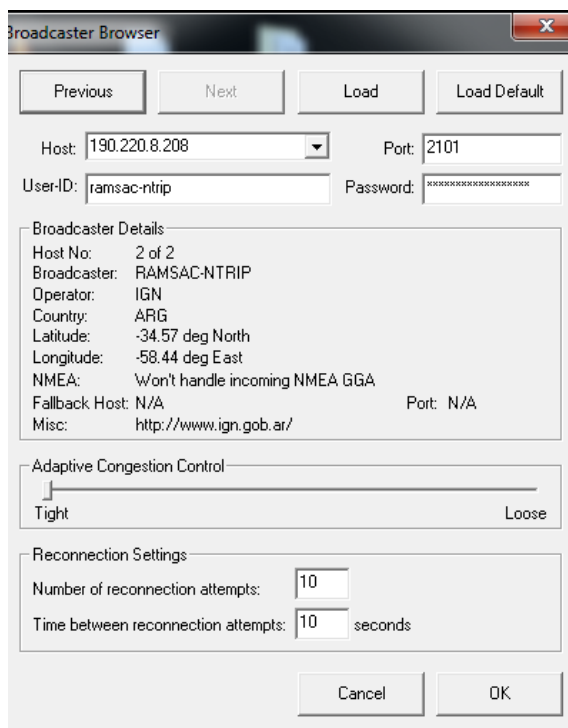 Broadcaster Browser
Previous Next Load Load Default
Host: 190.220.8.208 Port: 2101
User-ID: ramsac-ntrip Password: ******************
Broadcaster Details
Host No: 2 of 2
Broadcaster: RAMSAC-NTRIP
Operator: IGN
Country: ARG
Latitude: -34.57 deg North
Longitude: -58.44 deg East
NMEA: Won't handle incoming NMEA GGA
Fallback Host: N/A Port: N/A
Misc: http://www.ign.gob.ar/
Adaptive Congestion Control
Tight Loose
Reconnection Settings
Number of reconnection attempts: 10
Time between reconnection attempts: 10 seconds
Cancel OK